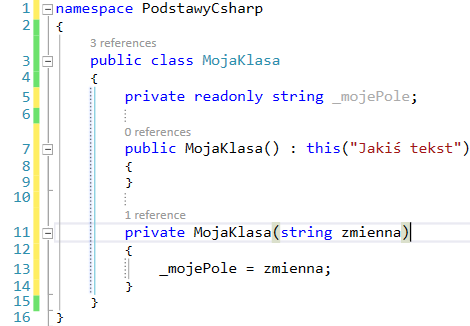 1 namespace PodstawyCsharp
2 {
3 references
3 public class MojaKlasa
4 {
5 private readonly string _mojePole;
6
0 references
7 public MojaKlasa() : this("Jakiś tekst")
8 {
9 }
10
1 reference
11 private MojaKlasa(string zmienna)
12 {
13 _mojePole = zmienna;
14 }
15 }
16 }